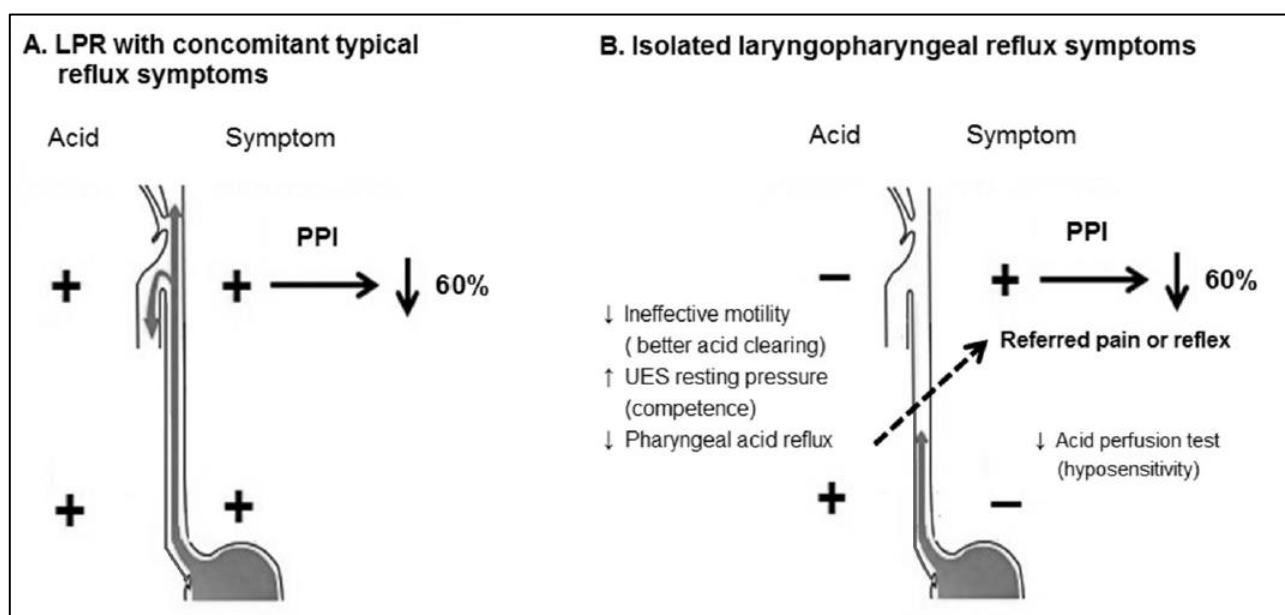 A. LPR with concomitant typical
reflux symptoms
Acid
Symptom
+
+
PPI
↓ 60%
+
+
B. Isolated laryngopharyngeal reflux symptoms
Acid
Symptom
−
+
PPI
↓ 60%
↓ Ineffective motility
( better acid clearing)
↑ UES resting pressure
(competence)
↓ Pharyngeal acid reflux
Referred pain or reflex
↓ Acid perfusion test
(hyposensitivity)
+
−